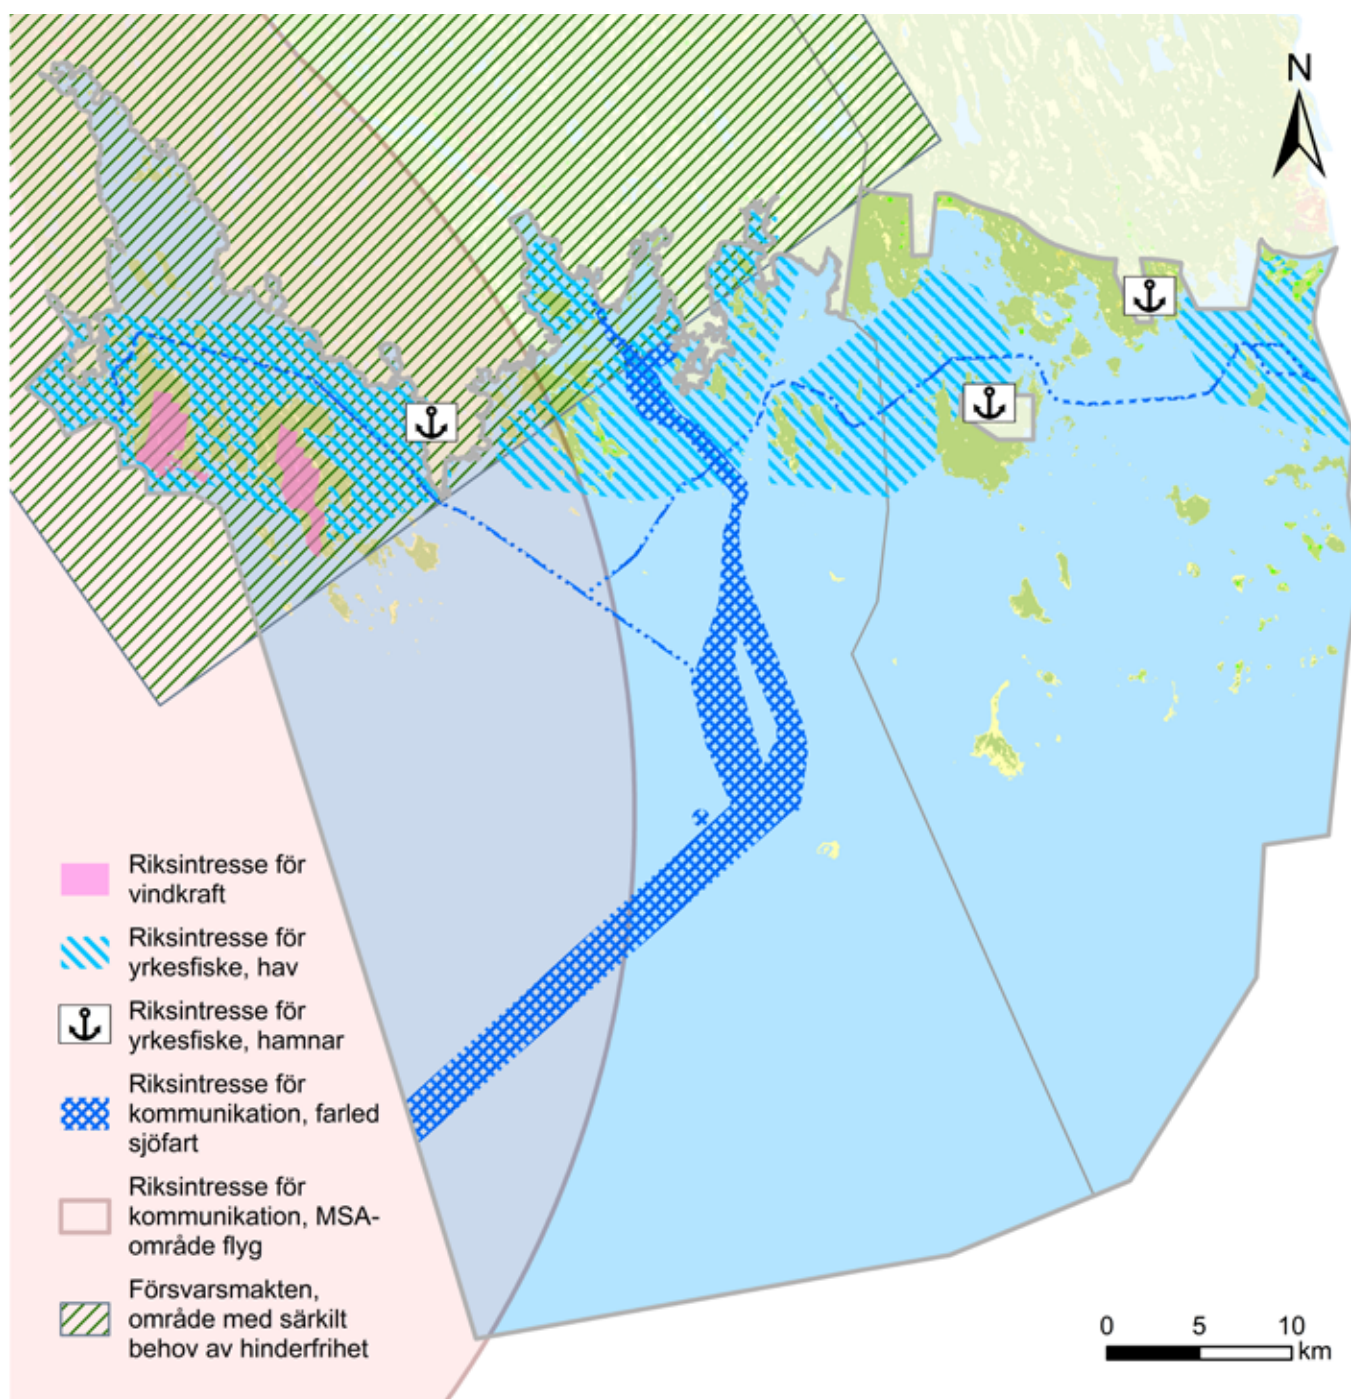 N
Riksintresse för
vindkraft
Riksintresse för
yrkesfiske, hav
Riksintresse för
yrkesfiske, hamnar
Riksintresse för
kommunikation, farled
sjöfart
Riksintresse för
kommunikation, MSA-
område flyg
Försvarsmakten,
område med särkilt
behov av hinderfrihet
0 5 10
km